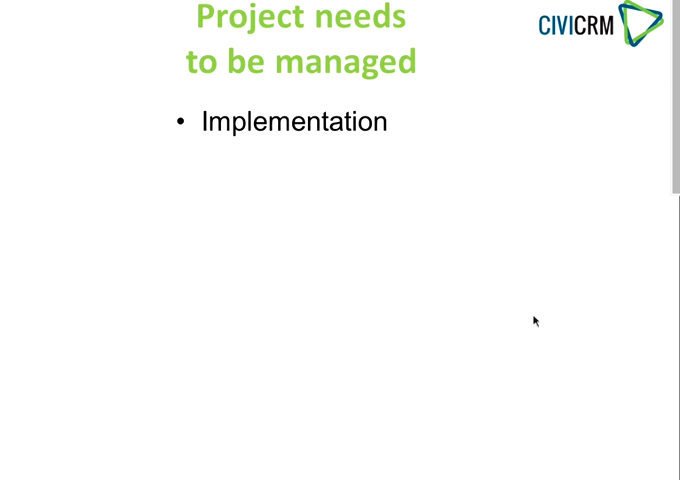 Project needs
to be managed
CIVICRM
• Implementation